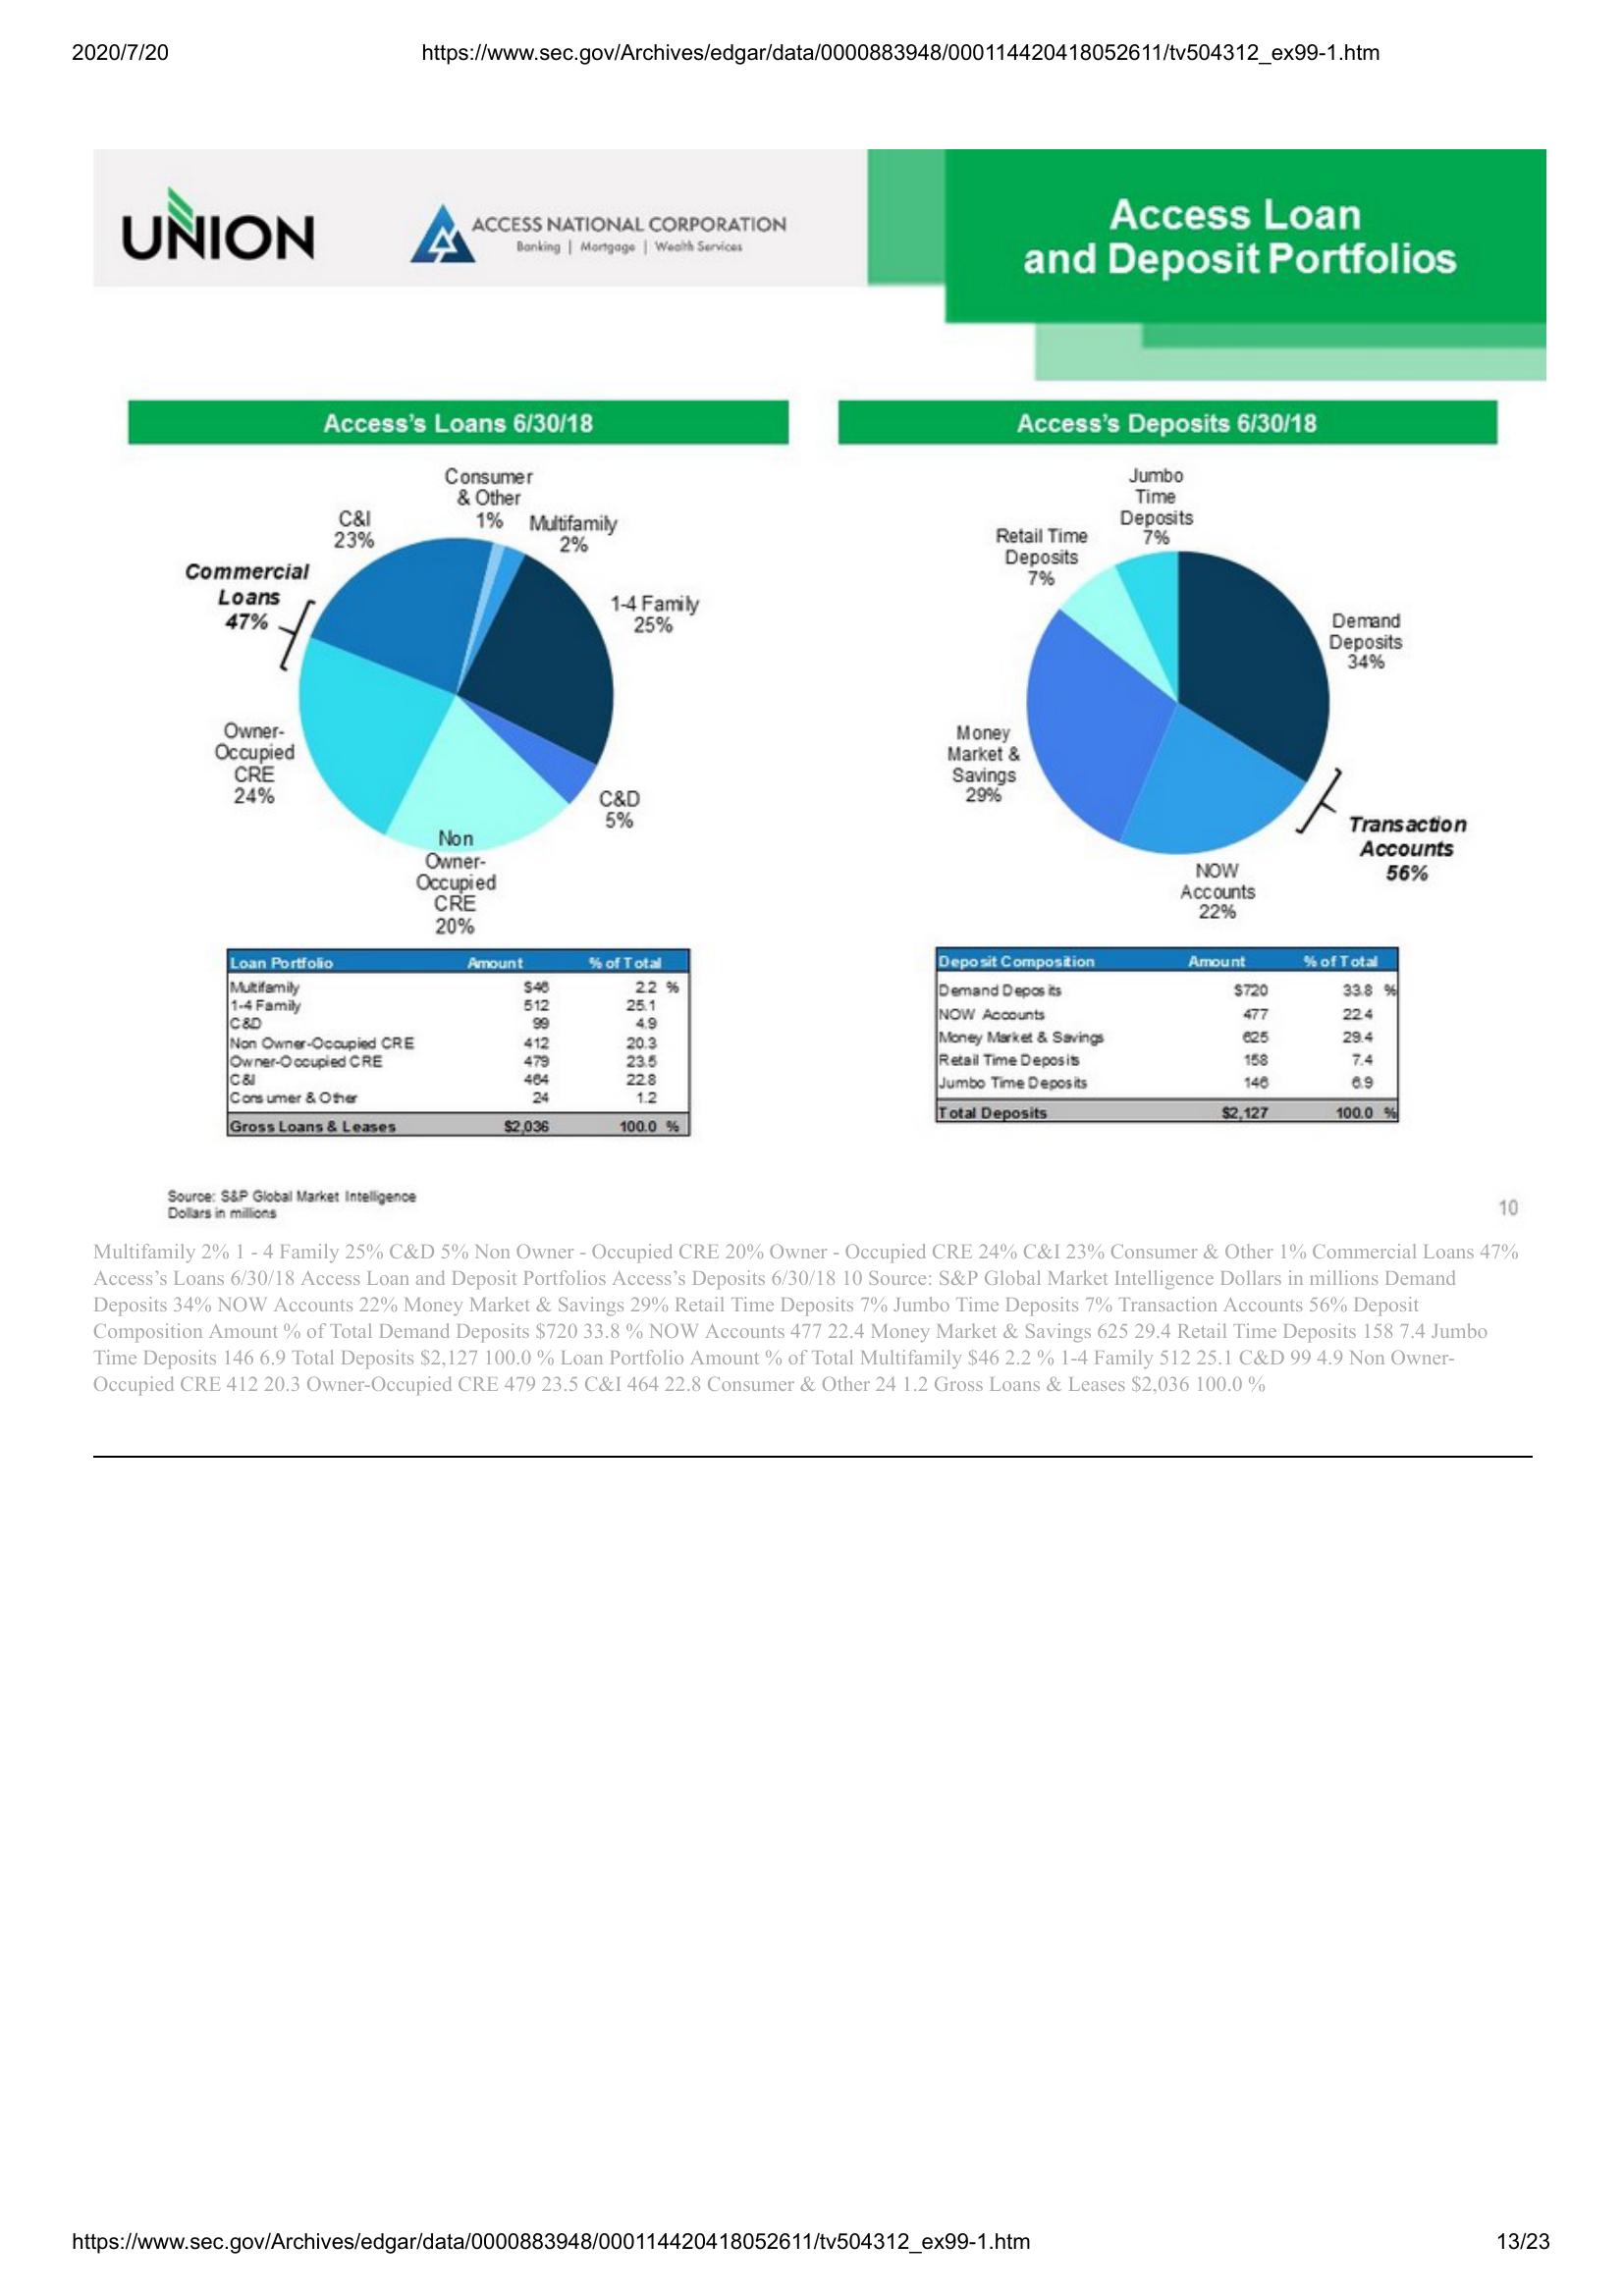 2020/7/20 https://www.sec.gov/Archives/edgar/data/0000883948/000114420418052611/tv504312_ex99-1.htm
UNION
ACCESS NATIONAL CORPORATION
Banking | Mortgage | Wealth Services
Access Loan
and Deposit Portfolios
Access's Loans 6/30/18
Consumer
& Other
1%
Multifamily
2%
C&I
23%
Commercial
Loans
47%
1-4 Family
25%
Owner-
Occupied
CRE
24%
C&D
5%
Non
Owner-
Occupied
CRE
20%
Loan Portfolio Amount % of Total
Multifamily $46 2.2 %
1-4 Family 512 25.1
C&D 99 4.9
Non Owner-Occupied CRE 412 20.3
Owner-Occupied CRE 479 23.5
C&I 464 22.8
Consumer & Other 24 1.2
Gross Loans & Leases $2,036 100.0 %
Access's Deposits 6/30/18
Jumbo
Time
Deposits
7%
Retail Time
Deposits
7%
Demand
Deposits
34%
Money
Market &
Savings
29%
Transaction
Accounts
56%
NOW
Accounts
22%
Deposit Composition Amount % of Total
Demand Deposits $720 33.8 %
NOW Accounts 477 22.4
Money Market & Savings 625 29.4
Retail Time Deposits 158 7.4
Jumbo Time Deposits 146 6.9
Total Deposits $2,127 100.0 %
Source: S&P Global Market Intelligence
Dollars in millions
10
Multifamily 2% 1 - 4 Family 25% C&D 5% Non Owner - Occupied CRE 20% Owner - Occupied CRE 24% C&I 23% Consumer & Other 1% Commercial Loans 47%
Access’s Loans 6/30/18 Access Loan and Deposit Portfolios Access’s Deposits 6/30/18 10 Source: S&P Global Market Intelligence Dollars in millions Demand
Deposits 34% NOW Accounts 22% Money Market & Savings 29% Retail Time Deposits 7% Jumbo Time Deposits 7% Transaction Accounts 56% Deposit
Composition Amount % of Total Demand Deposits $720 33.8 % NOW Accounts 477 22.4 Money Market & Savings 625 29.4 Retail Time Deposits 158 7.4 Jumbo
Time Deposits 146 6.9 Total Deposits $2,127 100.0 % Loan Portfolio Amount % of Total Multifamily $46 2.2 % 1-4 Family 512 25.1 C&D 99 4.9 Non Owner-
Occupied CRE 412 20.3 Owner-Occupied CRE 479 23.5 C&I 464 22.8 Consumer & Other 24 1.2 Gross Loans & Leases $2,036 100.0 %
https://www.sec.gov/Archives/edgar/data/0000883948/000114420418052611/tv504312_ex99-1.htm 13/23